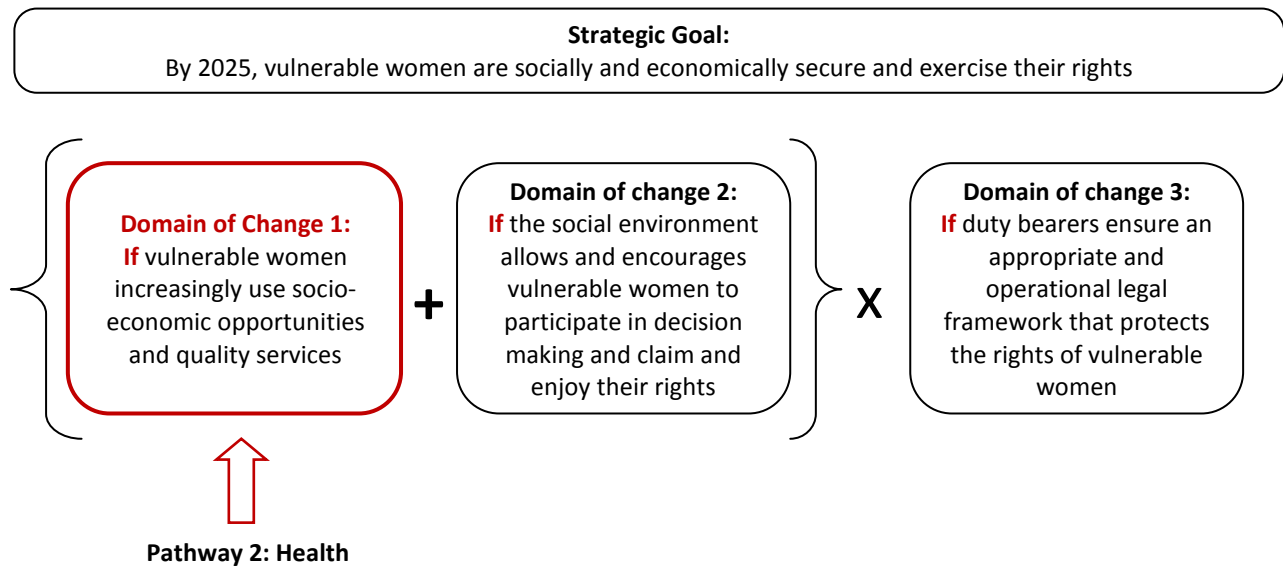 Strategic Goal:
By 2025, vulnerable women are socially and economically secure and exercise their rights
Domain of Change 1:
If vulnerable women
increasingly use socio-
economic opportunities
and quality services
+
Domain of change 2:
If the social environment
allows and encourages
vulnerable women to
participate in decision
making and claim and
enjoy their rights
X
Domain of change 3:
If duty bearers ensure an
appropriate and
operational legal
framework that protects
the rights of vulnerable
women
Pathway 2: Health